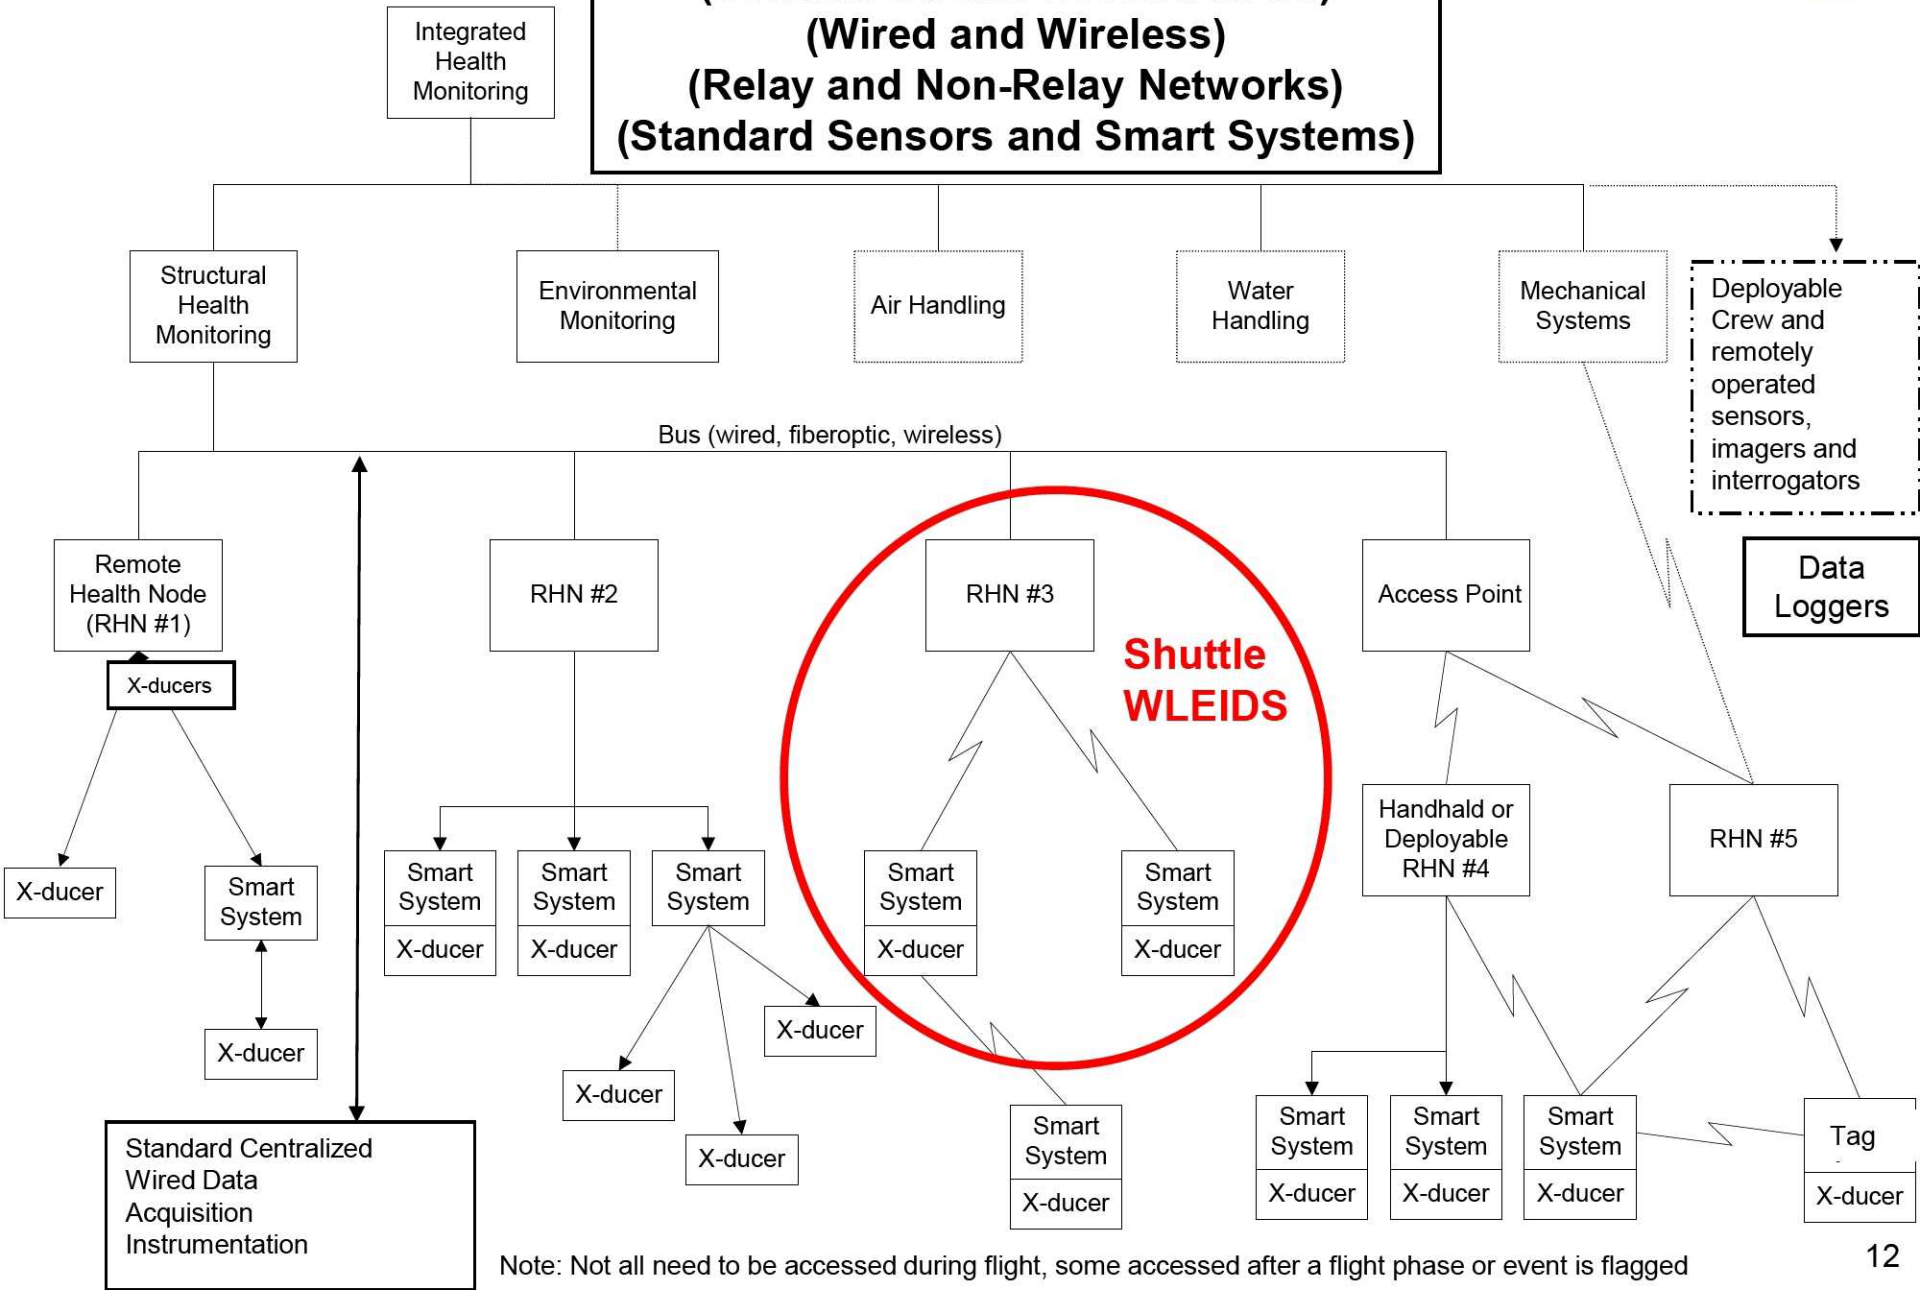 Integrated
Health
Monitoring
(Wired and Wireless)
(Relay and Non-Relay Networks)
(Standard Sensors and Smart Systems)
Structural
Health
Monitoring
Environmental
Monitoring
Air Handling
Water
Handling
Mechanical
Systems
Deployable
Crew and
remotely
operated
sensors,
imagers and
interrogators
Bus (wired, fiberoptic, wireless)
Remote
Health Node
(RHN #1)
X-ducers
RHN #2
RHN #3
Access Point
Data
Loggers
Shuttle
WLEIDS
X-ducer
Smart
System
X-ducer
Smart
System
X-ducer
Smart
System
X-ducer
Smart
System
X-ducer
X-ducer
X-ducer
Smart
System
X-ducer
Smart
System
X-ducer
Smart
System
X-ducer
Handhald or
Deployable
RHN #4
RHN #5
Smart
System
X-ducer
Smart
System
X-ducer
Smart
System
X-ducer
Tag
X-ducer
Standard Centralized
Wired Data
Acquisition
Instrumentation
Note: Not all need to be accessed during flight, some accessed after a flight phase or event is flagged
12